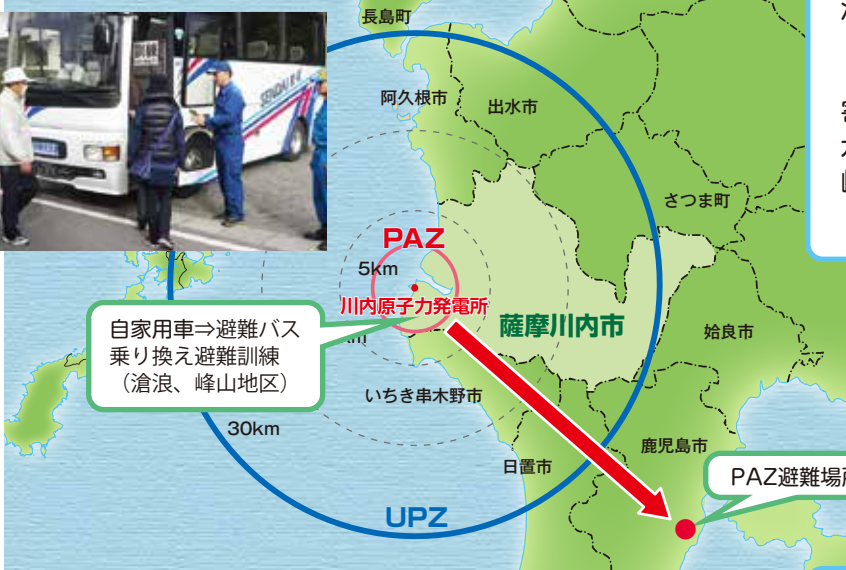 長島町
阿久根市
出水市
さつま町
PAZ
5km
川内原子力発電所
薩摩川内市
姶良市
自家用車⇒避難バス
乗り換え避難訓練
（滄浪、峰山地区）
いちき串木野市
30km
鹿児島市
日置市
PAZ避難場所
UPZ